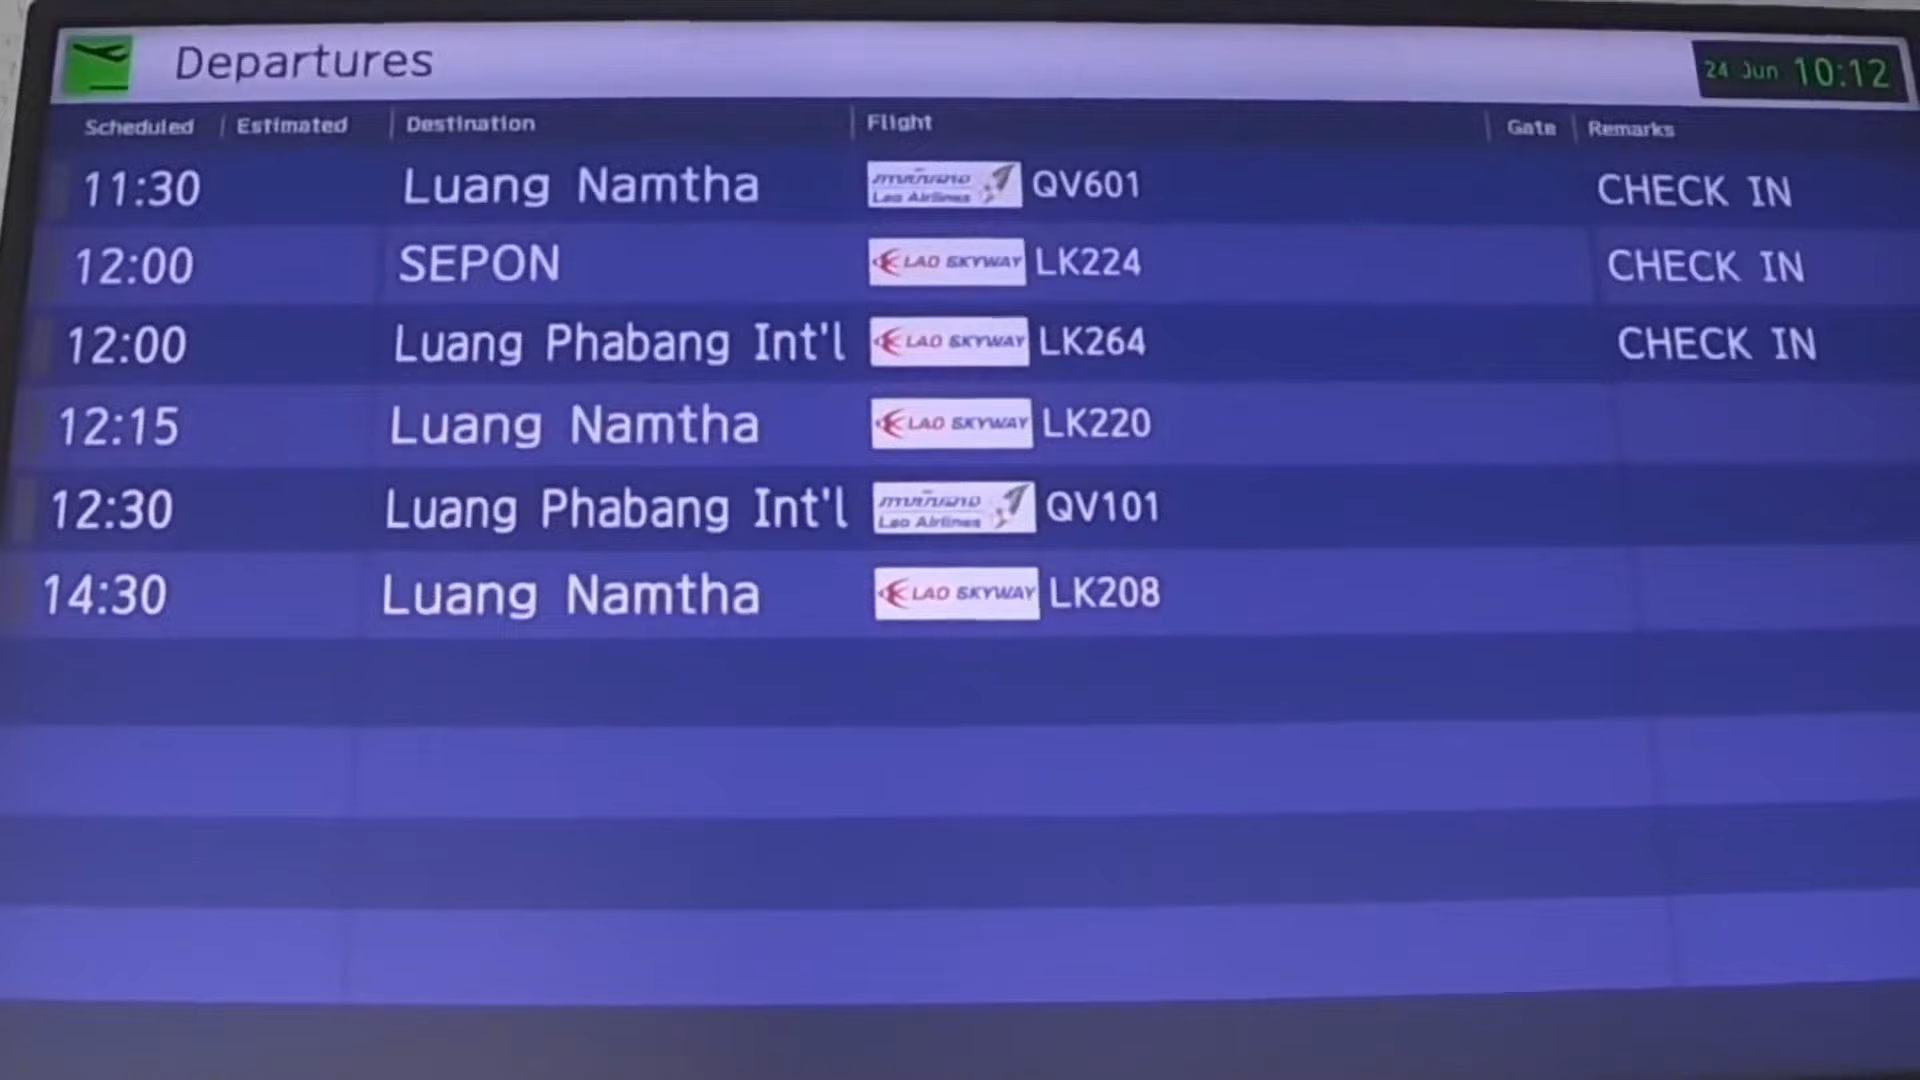 Departures
24 Jun 10:12
Scheduled Estimated Destination Flight Gate Remarks
11:30 Luang Namtha Lao Airlines QV601 CHECK IN
12:00 SEPON LAO SKYWAY LK224 CHECK IN
12:00 Luang Phabang Int'l LAO SKYWAY LK264 CHECK IN
12:15 Luang Namtha LAO SKYWAY LK220
12:30 Luang Phabang Int'l Lao Airlines QV101
14:30 Luang Namtha LAO SKYWAY LK208